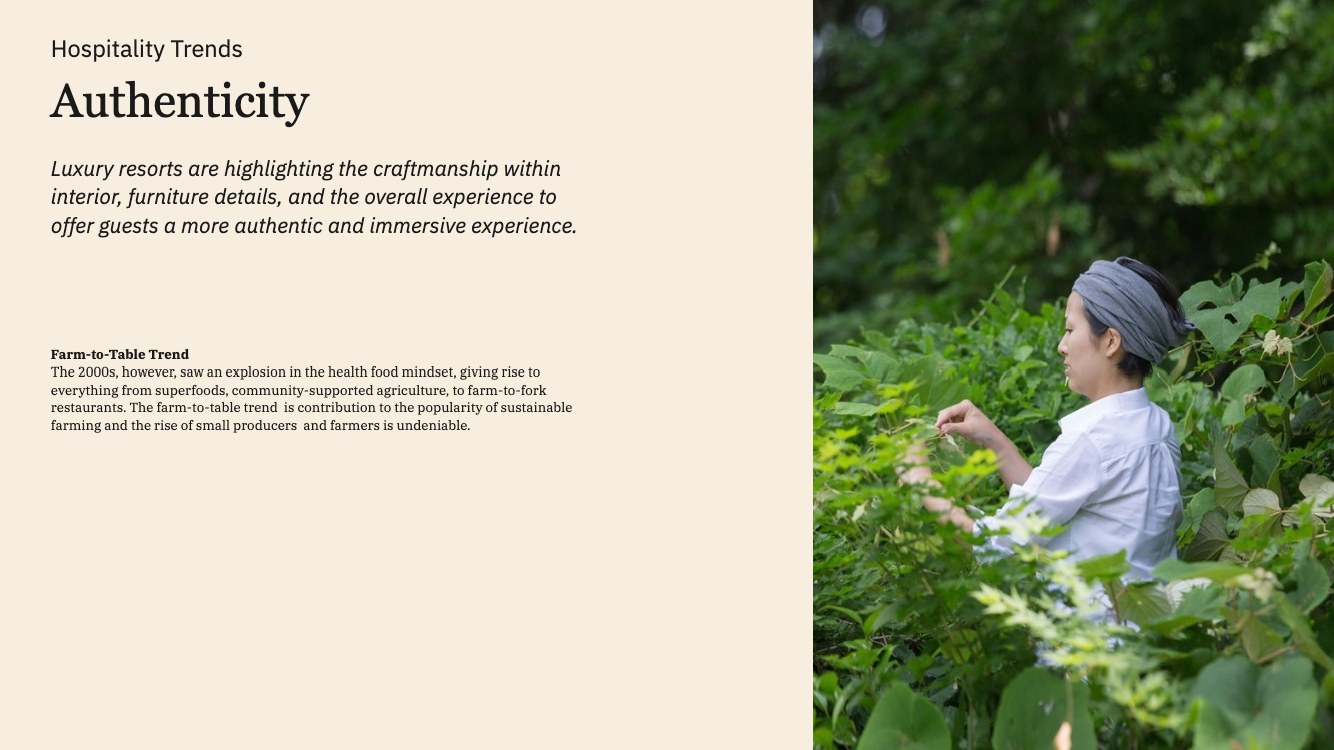 Hospitality Trends
Authenticity
Luxury resorts are highlighting the craftmanship within
interior, furniture details, and the overall experience to
offer guests a more authentic and immersive experience.
Farm-to-Table Trend
The 2000s, however, saw an explosion in the health food mindset, giving rise to
everything from superfoods, community-supported agriculture, to farm-to-fork
restaurants. The farm-to-table trend  is contribution to the popularity of sustainable
farming and the rise of small producers  and farmers is undeniable.